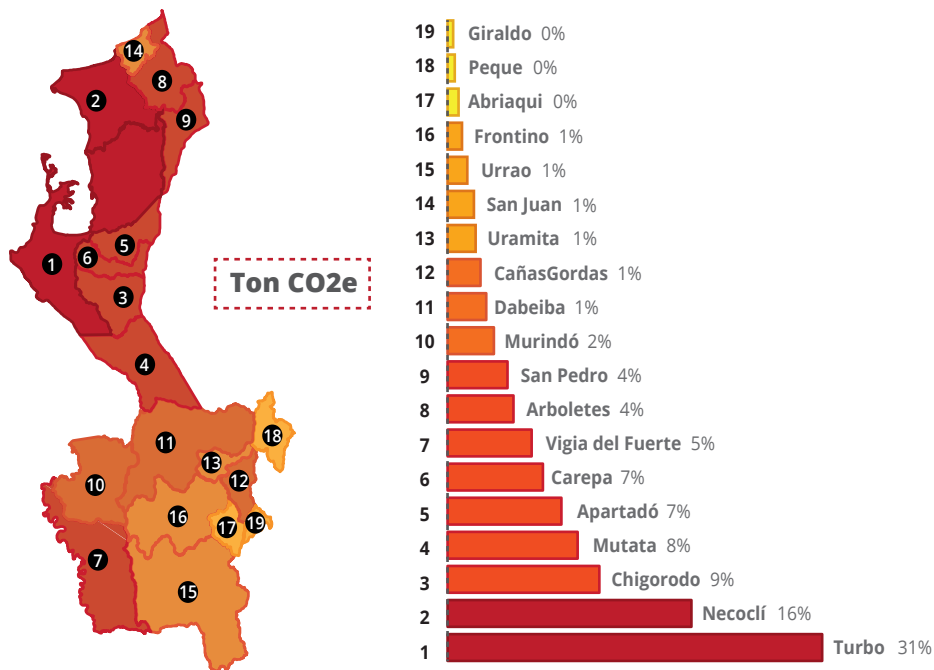 14
8
2
9
5
6
1
3
4
18
11
13
12
10
16
17
19
7
15
Ton CO2e
19 Giraldo 0%
18 Peque 0%
17 Abriaqui 0%
16 Frontino 1%
15 Urrao 1%
14 San Juan 1%
13 Uramita 1%
12 CañasGordas 1%
11 Dabeiba 1%
10 Murindó 2%
9 San Pedro 4%
8 Arboletes 4%
7 Vigia del Fuerte 5%
6 Carepa 7%
5 Apartadó 7%
4 Mutata 8%
3 Chigorodo 9%
2 Necoclí 16%
1 Turbo 31%